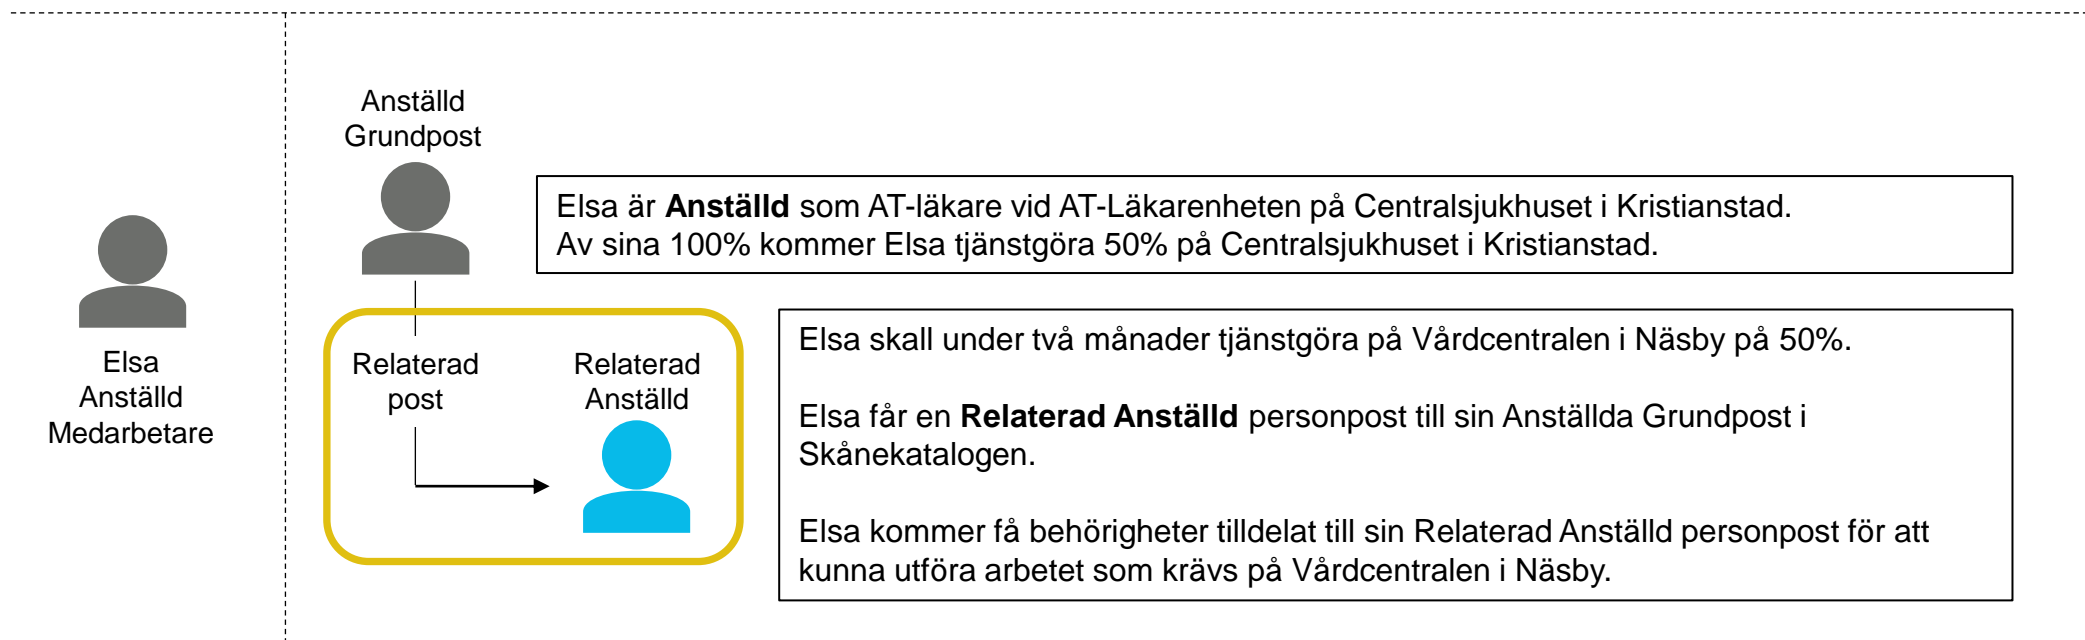 Elsa
Anställd
Medarbetare
Anställd
Grundpost
Elsa är Anställd som AT-läkare vid AT-Läkarenheten på Centralsjukhuset i Kristianstad.
Av sina 100% kommer Elsa tjänstgöra 50% på Centralsjukhuset i Kristianstad.
Relaterad
post
Relaterad
Anställd
Elsa skall under två månader tjänstgöra på Vårdcentralen i Näsby på 50%.
Elsa får en Relaterad Anställd personpost till sin Anställda Grundpost i
Skånekatalogen.
Elsa kommer få behörigheter tilldelat till sin Relaterad Anställd personpost för att
kunna utföra arbetet som krävs på Vårdcentralen i Näsby.